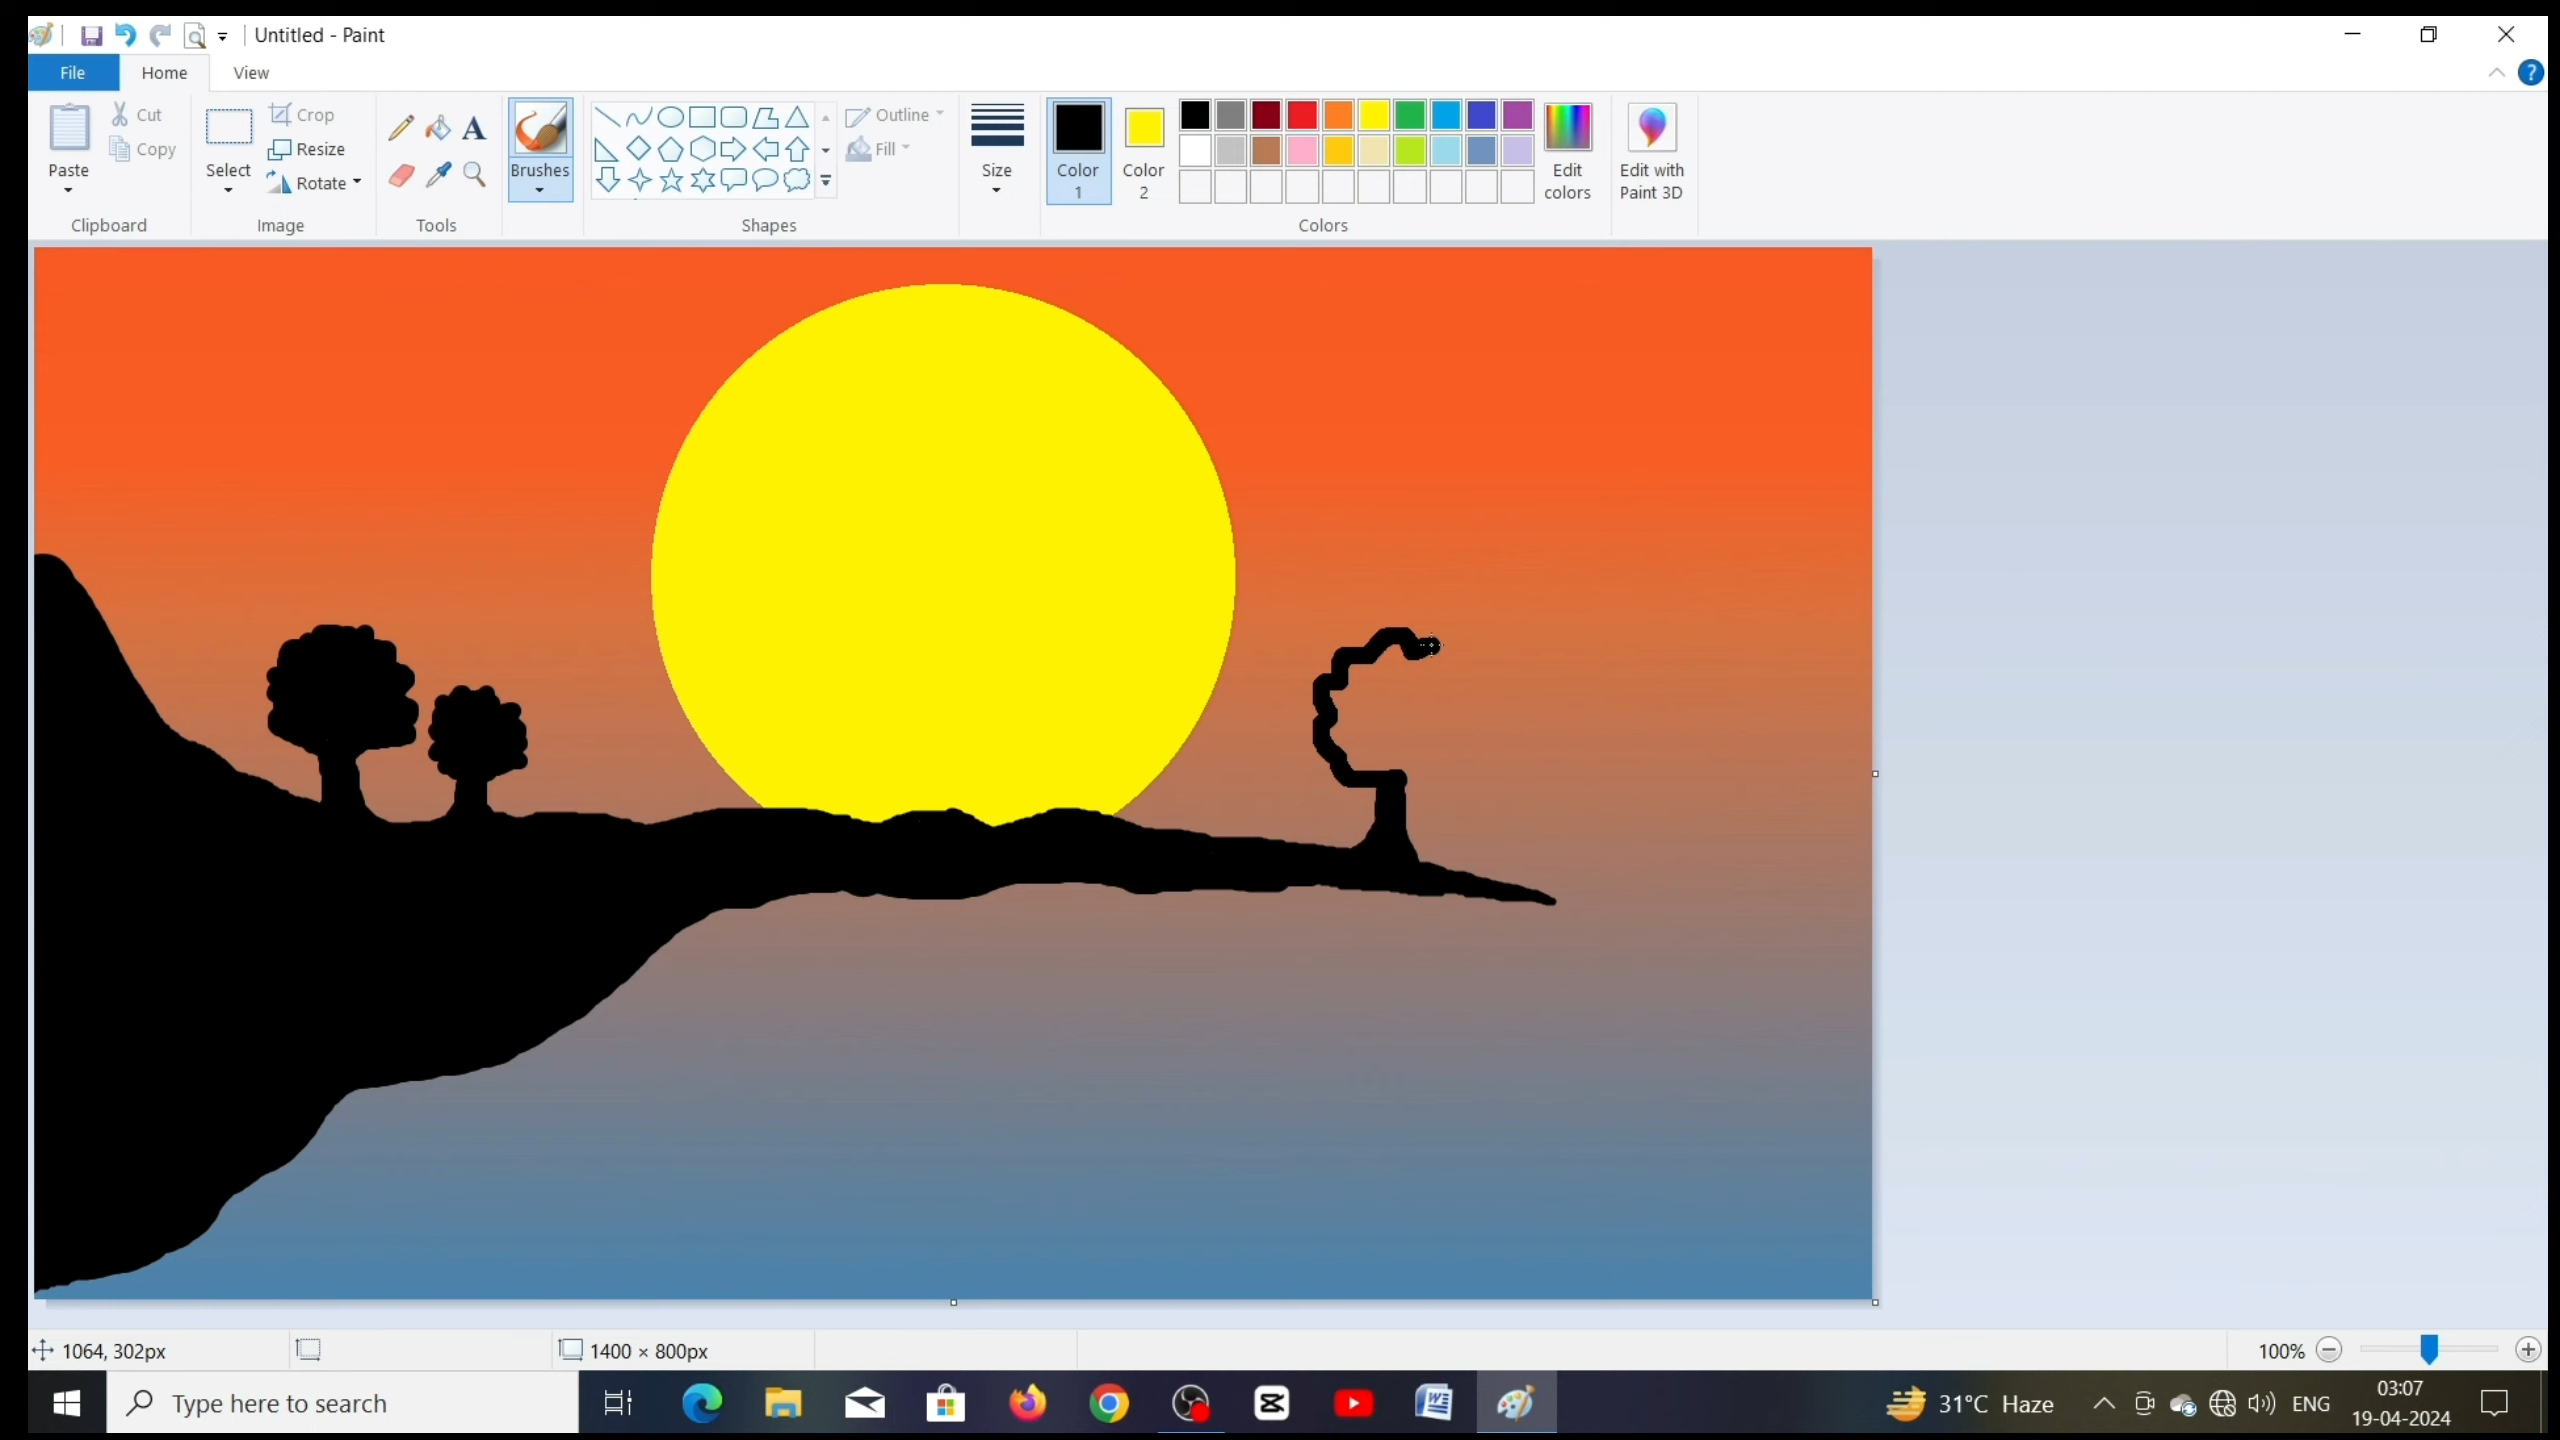 Untitled - Paint
File Home View
Paste Cut Copy Select Crop Resize Rotate A Brushes Outline Fill Size Color 1 Color 2 Edit colors Edit with Paint 3D
Clipboard Image Tools Shapes Colors
1064, 302px 1400 × 800px 100%
Type here to search 31°C Haze ENG 03:07
19-04-2024